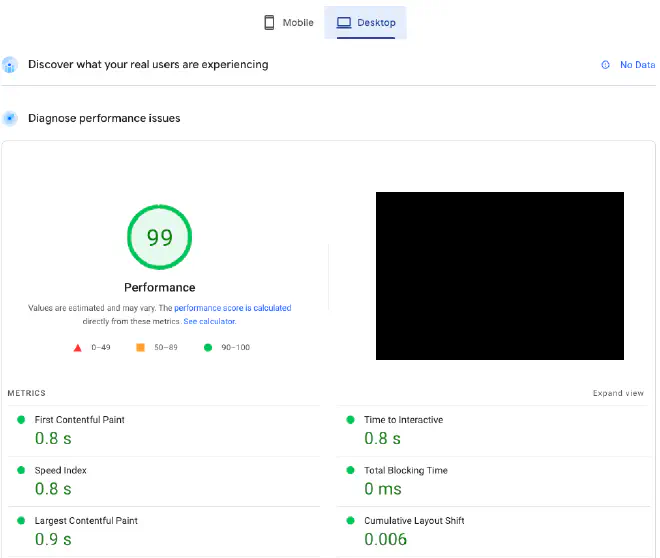 Mobile
Desktop
Discover what your real users are experiencing
No Data
Diagnose performance issues
99
Performance
Values are estimated and may vary. The performance score is calculated
directly from these metrics. See calculator.
0–49
50–89
90–100
METRICS
Expand view
First Contentful Paint
0.8 s
Time to Interactive
0.8 s
Speed Index
0.8 s
Total Blocking Time
0 ms
Largest Contentful Paint
0.9 s
Cumulative Layout Shift
0.006